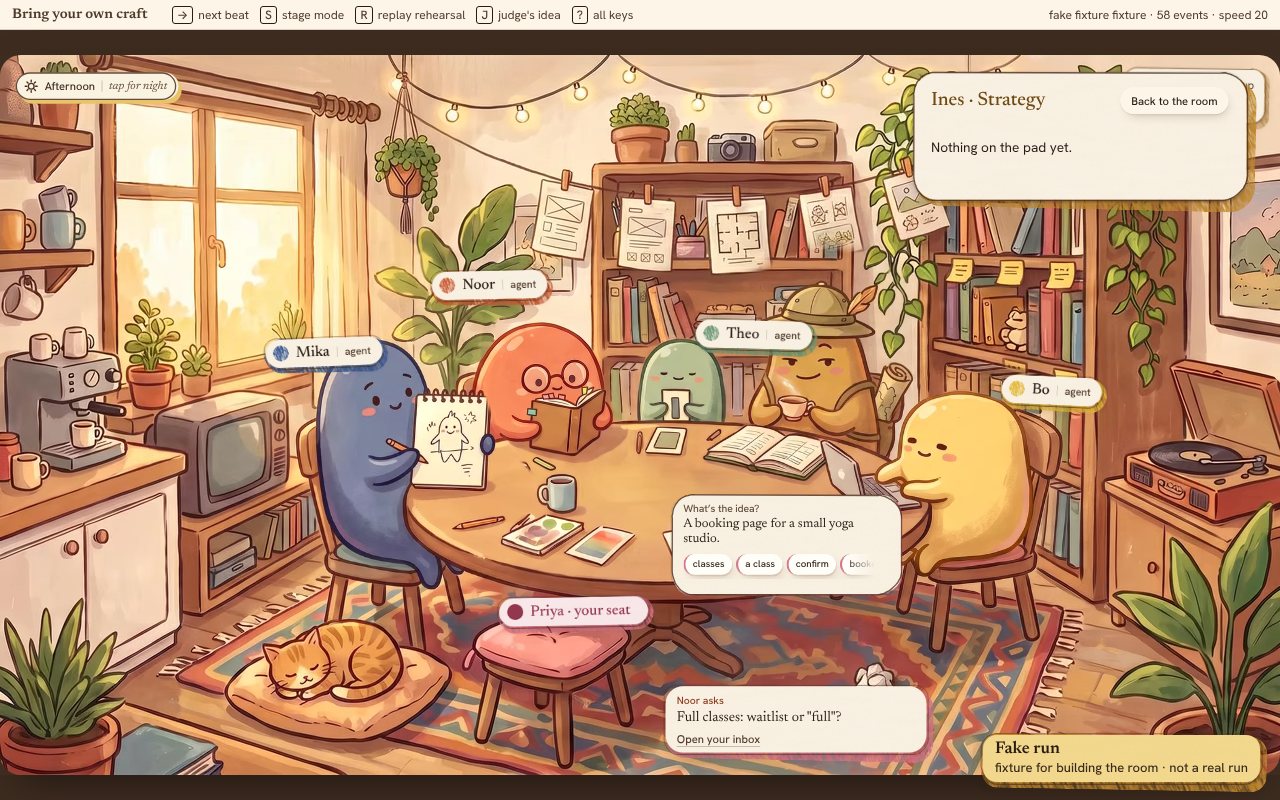 Bring your own craft
→ next beat S stage mode R replay rehearsal J judge's idea ? all keys
fake fixture fixture · 58 events · speed 20
Afternoon tap for night
Ines · Strategy
Back to the room
Nothing on the pad yet.
Noor agent
Theo agent
Mika agent
Bo agent
What's the idea?
A booking page for a small yoga
studio.
classes a class confirm book
Priya · your seat
Noor asks
Full classes: waitlist or "full"?
Open your inbox
Fake run
fixture for building the room · not a real run